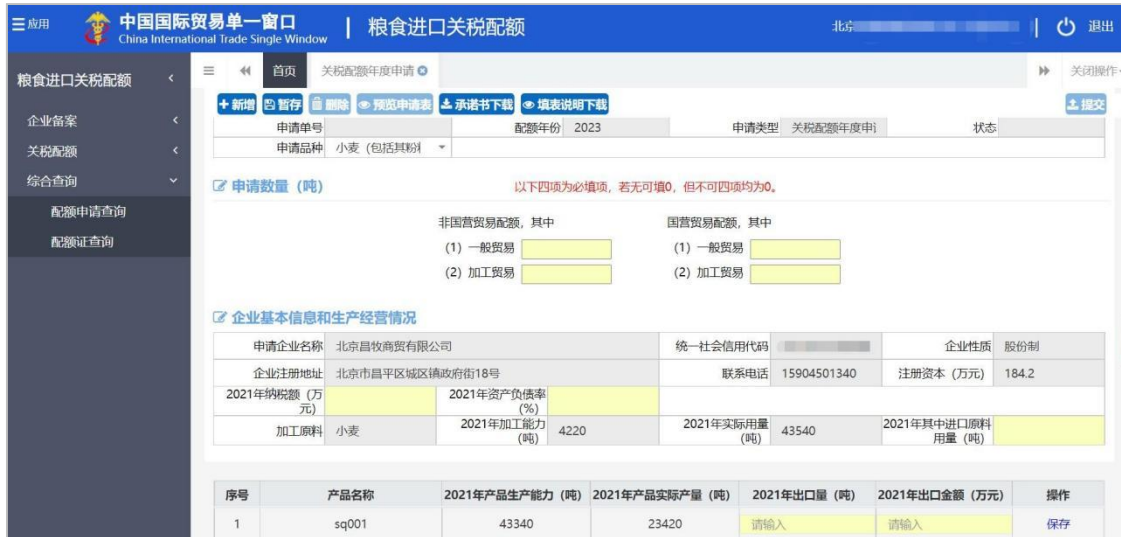 应用 中国国际贸易单一窗口 | 粮食进口关税配额 北京 退出
China International Trade Single Window
粮食进口关税配额
企业备案
关税配额
综合查询
配额申请查询
配额证查询
首页 关税配额年度申请 关闭操作
新增 暂存 删除 预览申请表 承诺书下载 填表说明下载 提交
申请单号 配额年份 2023 申请类型 关税配额年度申 状态
申请品种 小麦（包括其粉
申请数量（吨） 以下四项为必填项，若无可填0，但不可四项均为0。
非国营贸易配额，其中 国营贸易配额，其中
(1) 一般贸易 (1) 一般贸易
(2) 加工贸易 (2) 加工贸易
企业基本信息和生产经营情况
申请企业名称 北京昌牧商贸有限公司 统一社会信用代码 企业性质 股份制
企业注册地址 北京市昌平区城区镇政府街18号 联系电话 15904501340 注册资本（万元） 184.2
2021年纳税额（万元） 2021年资产负债率(%)
加工原料 小麦 2021年加工能力(吨) 4220 2021年实际用量(吨) 43540 2021年其中进口原料用量（吨）
序号 产品名称 2021年产品生产能力（吨） 2021年产品实际产量（吨） 2021年出口量（吨） 2021年出口金额（万元） 操作
1 sq001 43340 23420 请输入 请输入 保存